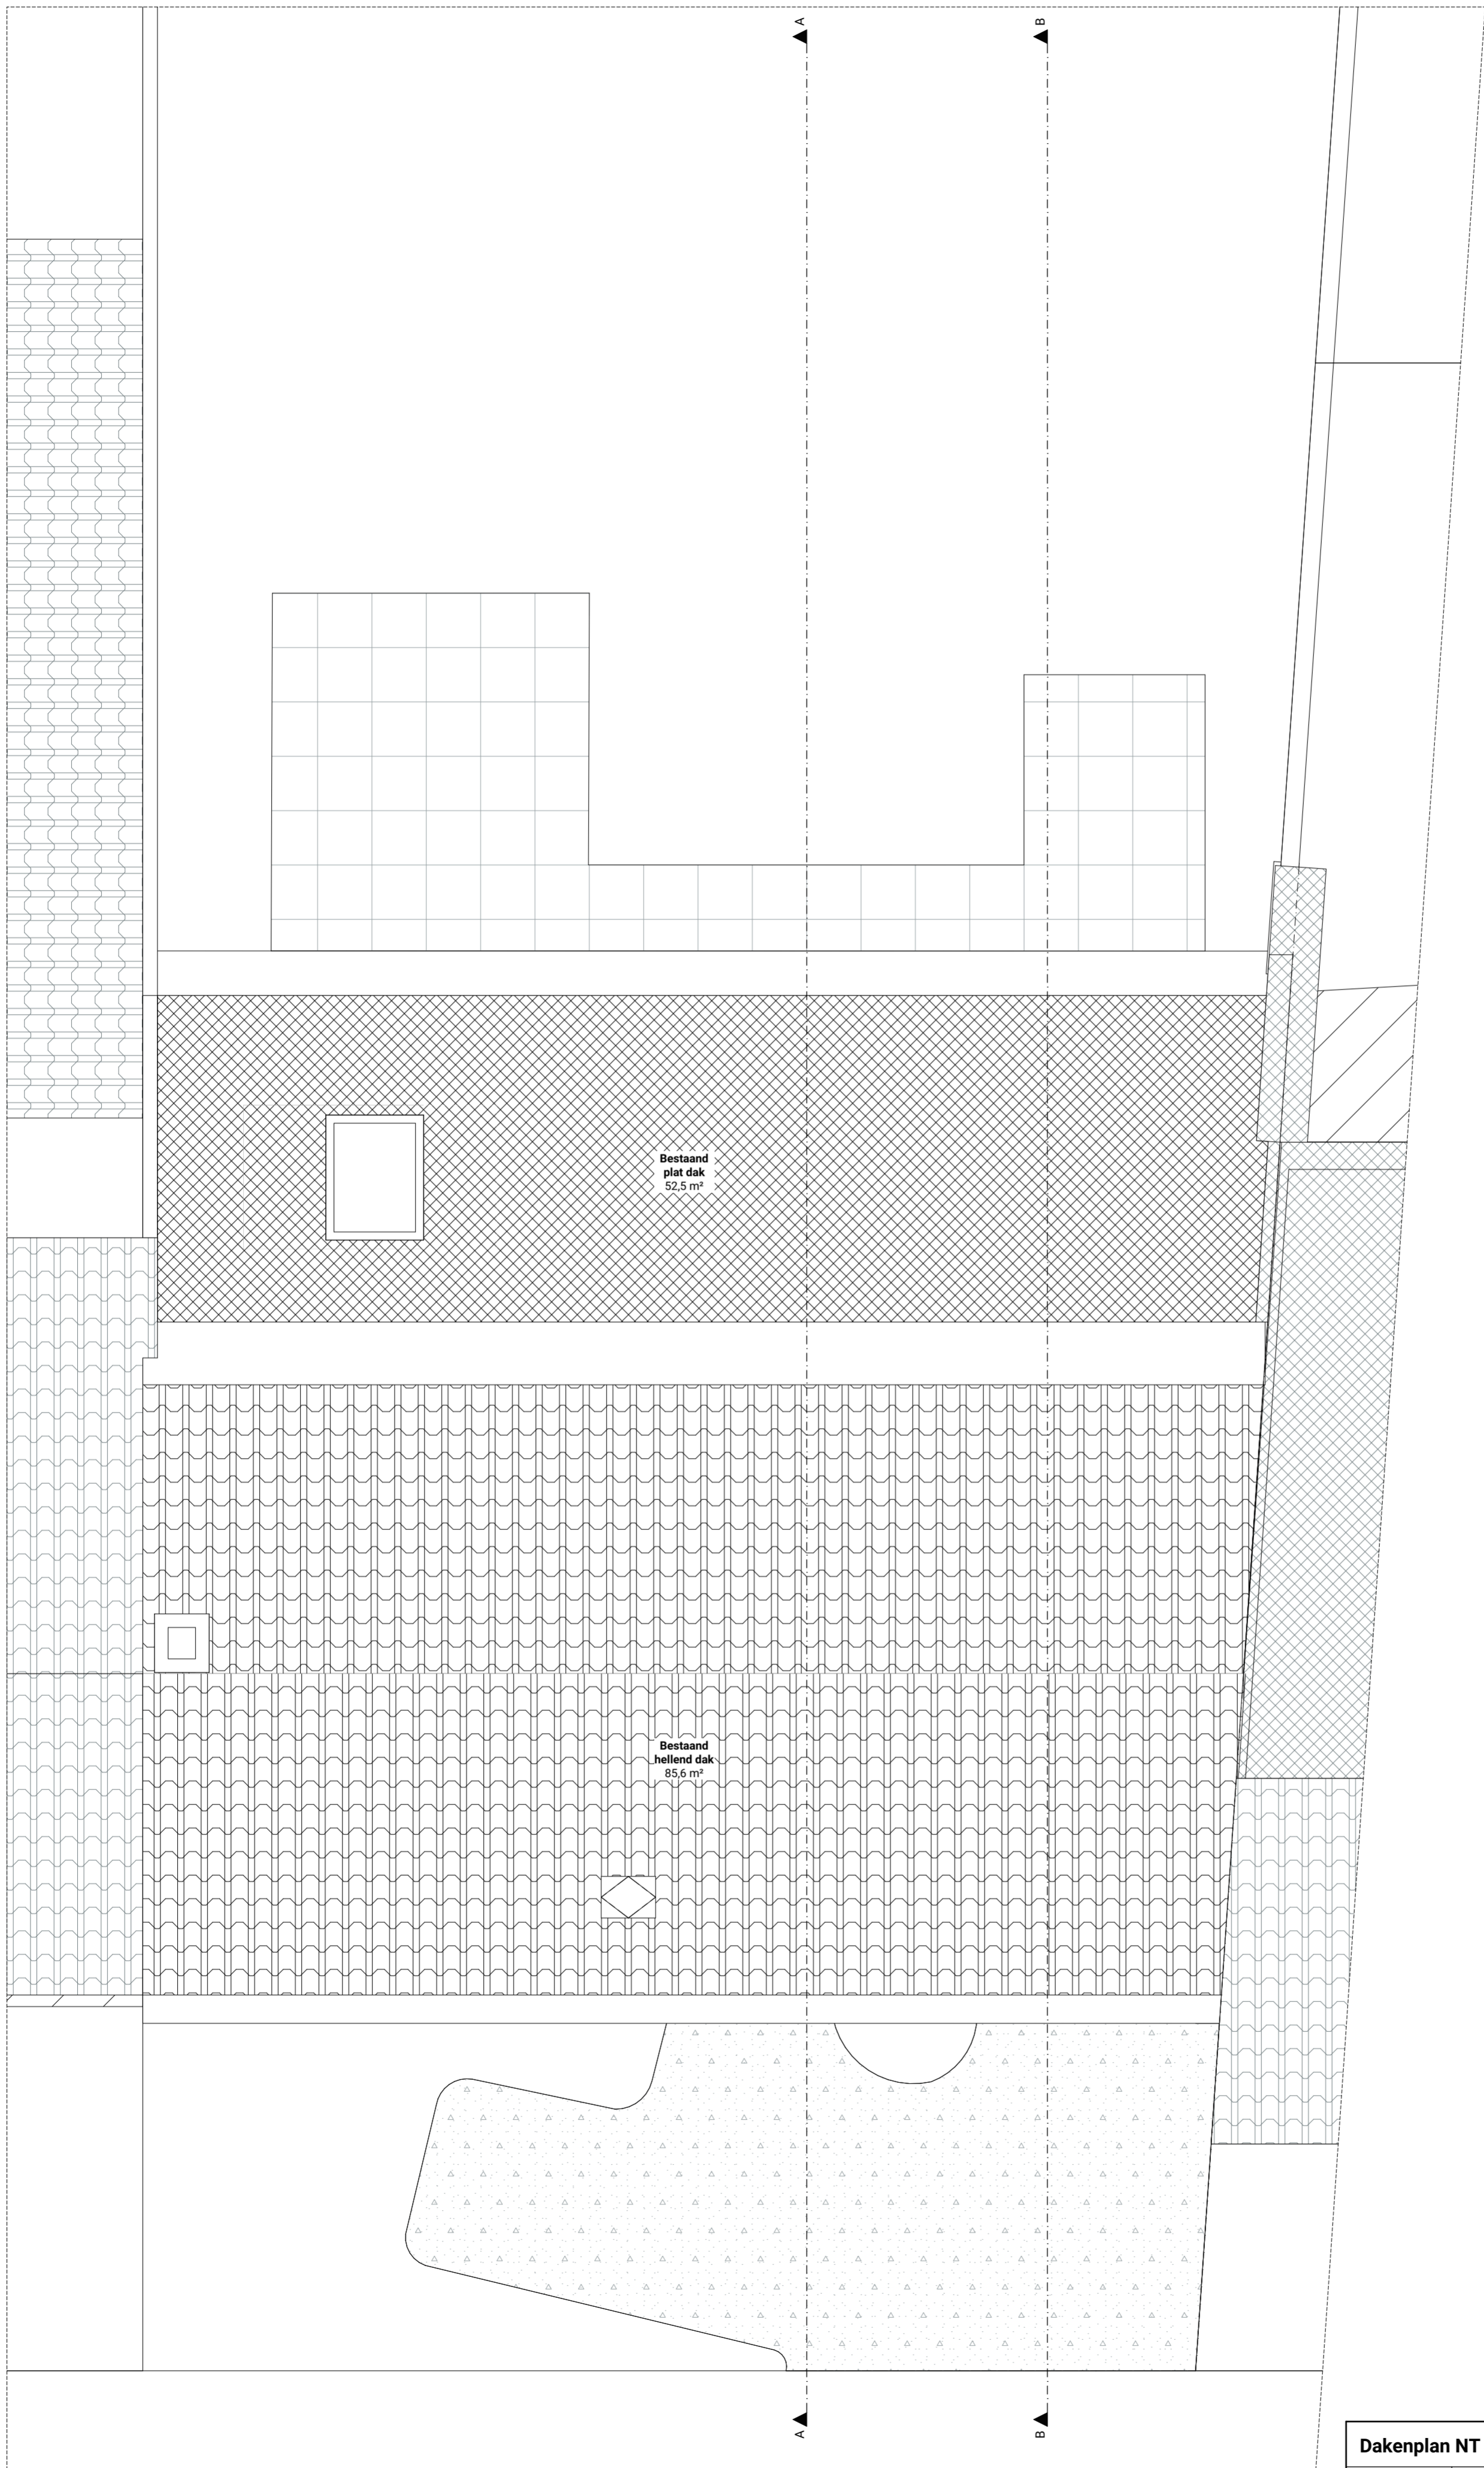 A
B
Bestaand
plat dak
52,5 m²
Bestaand
hellend dak
85,6 m²
A
B
Dakenplan NT